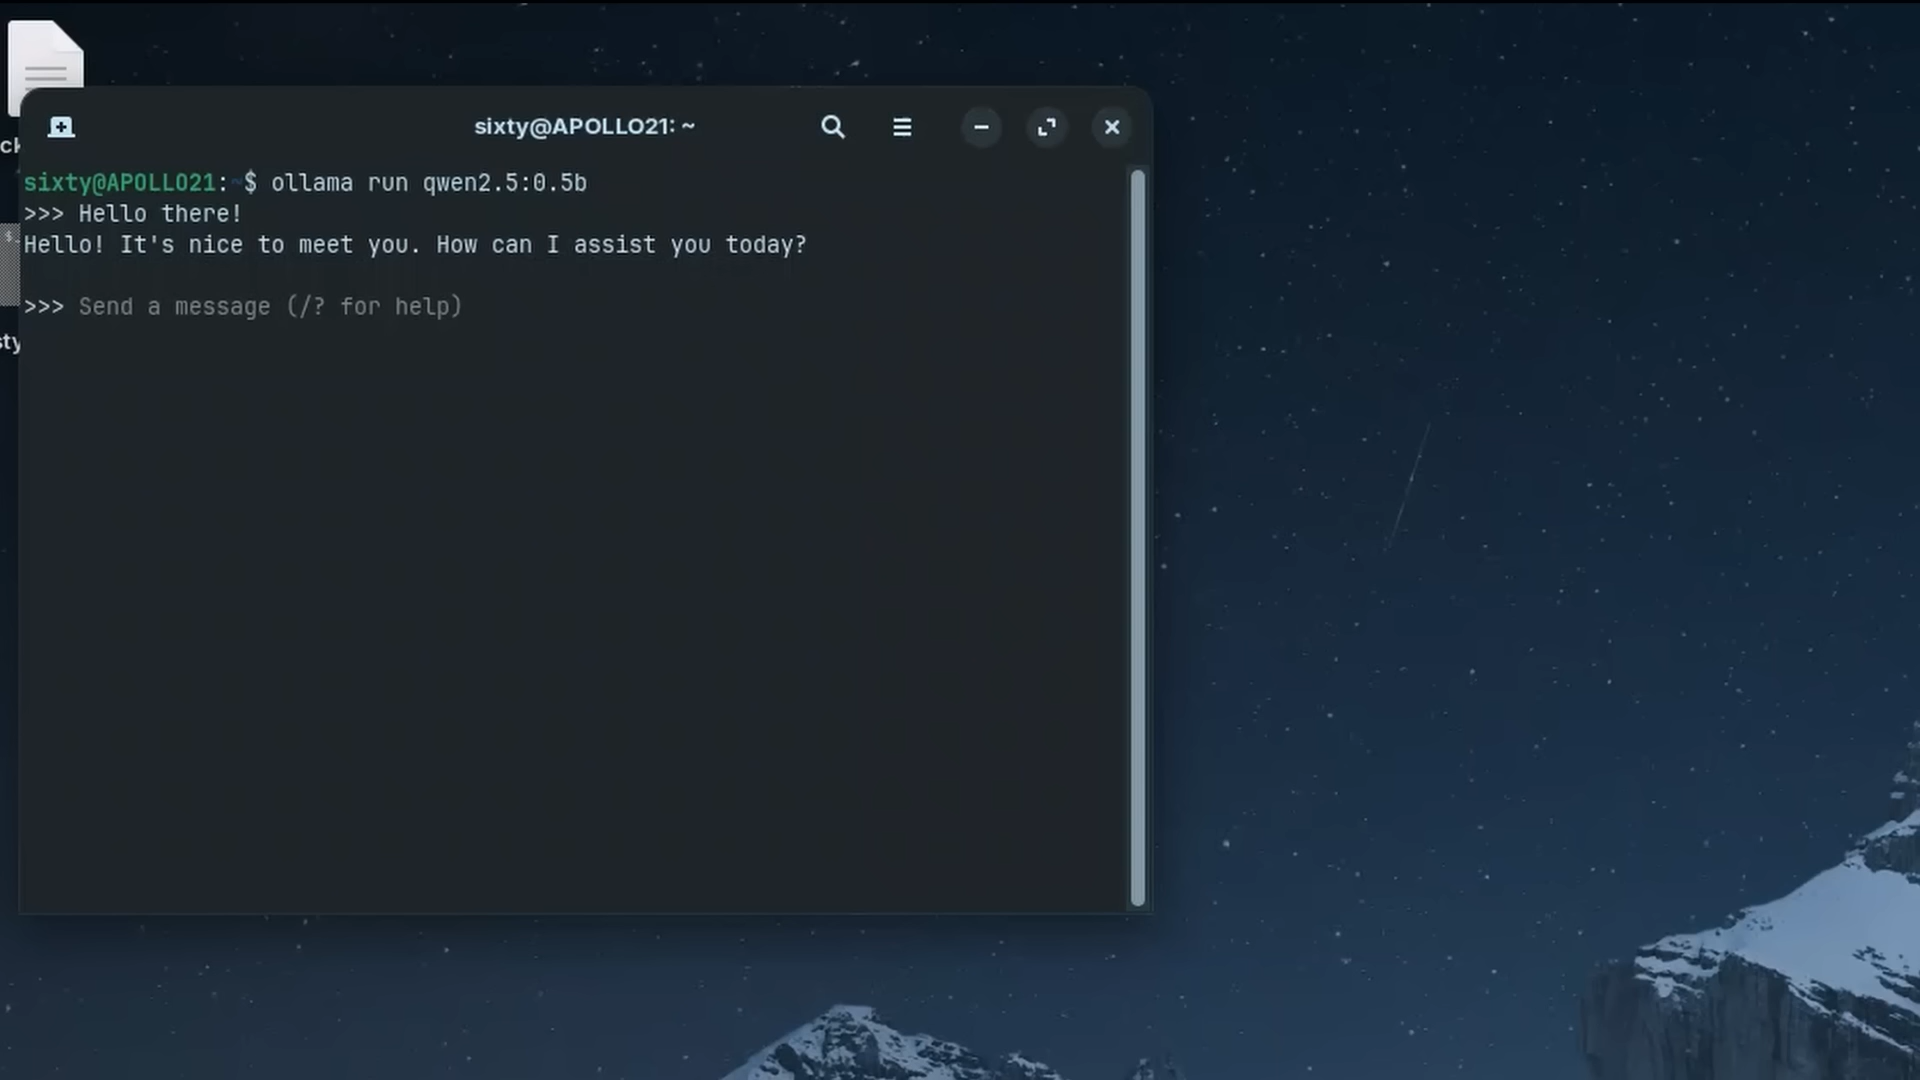 sixty@APOLLO21: ~
sixty@APOLLO21:~$ ollama run qwen2.5:0.5b
>>> Hello there!
Hello! It's nice to meet you. How can I assist you today?
>>> Send a message (/? for help)